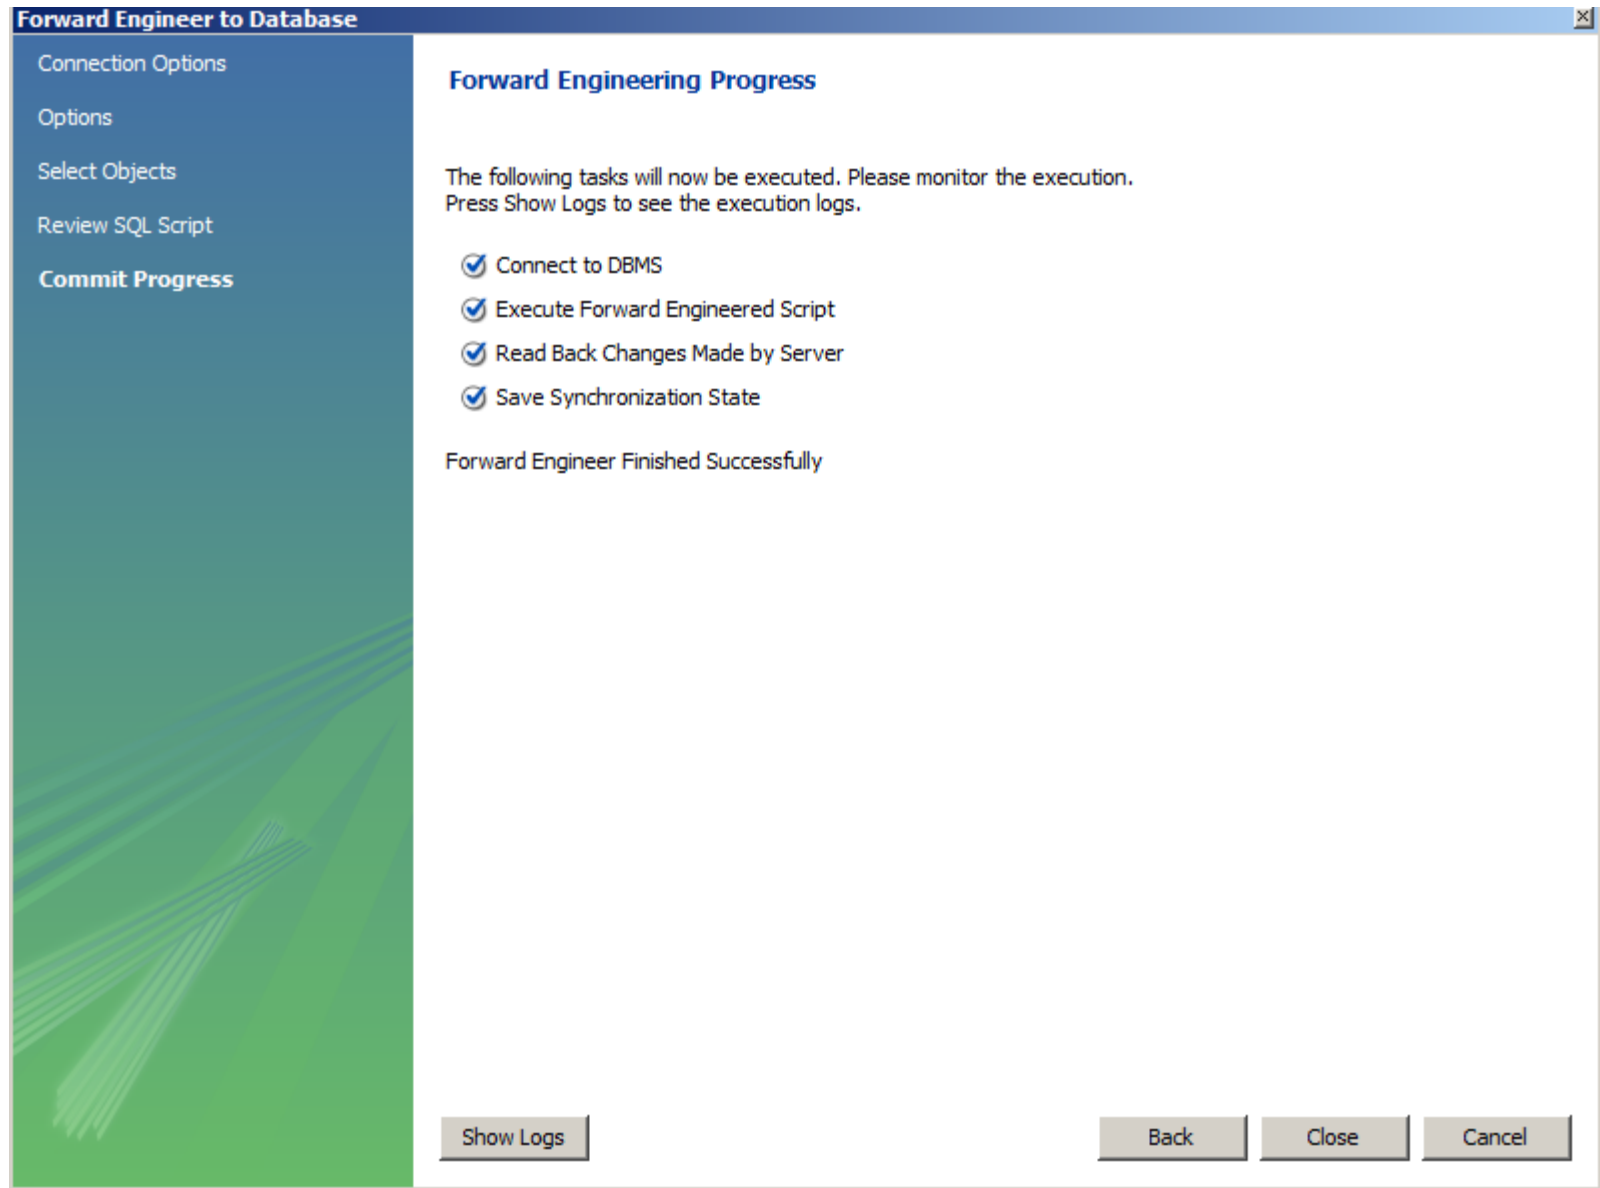 Forward Engineer to Database
Connection Options
Options
Select Objects
Review SQL Script
Commit Progress
Forward Engineering Progress
The following tasks will now be executed. Please monitor the execution.
Press Show Logs to see the execution logs.
Connect to DBMS
Execute Forward Engineered Script
Read Back Changes Made by Server
Save Synchronization State
Forward Engineer Finished Successfully
Show Logs
Back
Close
Cancel